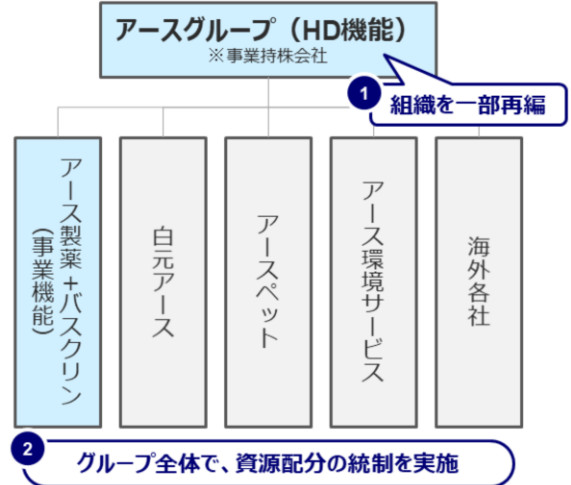 アースグループ（HD機能）
※事業持株会社
1
組織を一部再編
アース製薬＋バスクリン
（事業機能）
白元アース
アースペット
アース環境サービス
海外各社
2
グループ全体で、資源配分の統制を実施